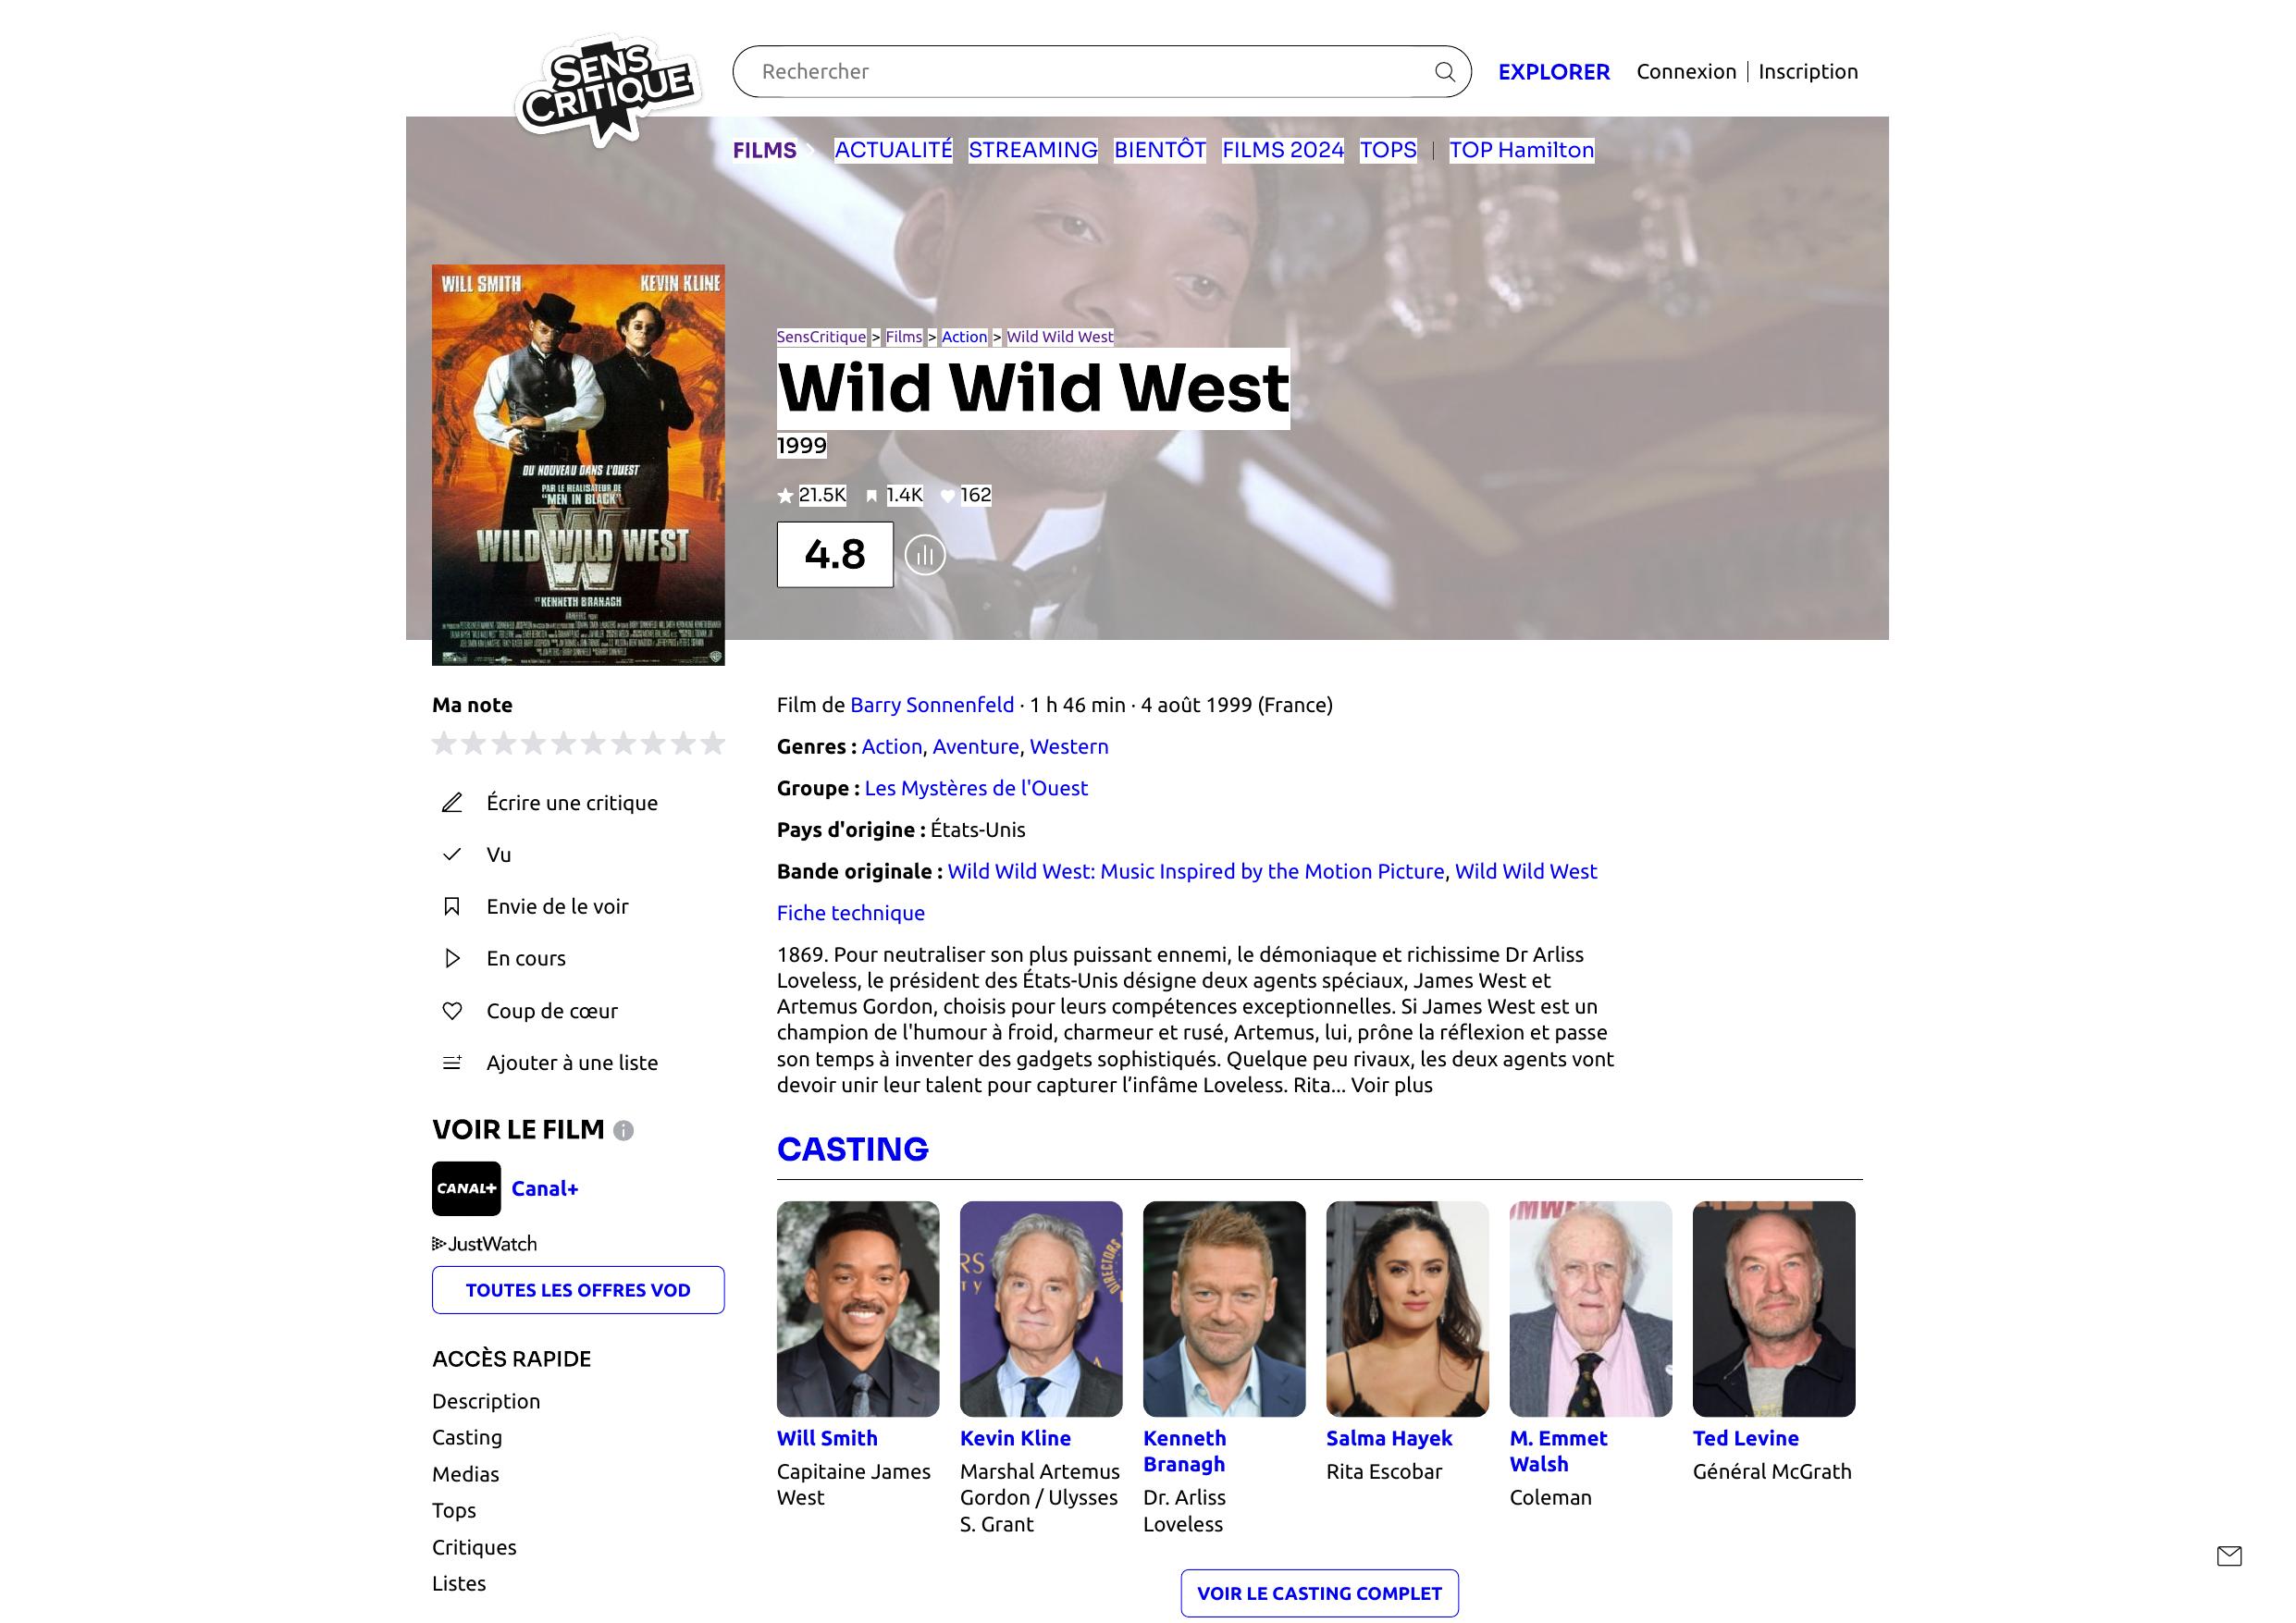 SENS
CRITIQUE
Rechercher
EXPLORER
Connexion | Inscription
FILMS
ACTUALITÉ
STREAMING
BIENTÔT
FILMS 2024
TOPS
TOP Hamilton
WILL SMITH
KEVIN KLINE
DU NOUVEAU DANS L'OUEST
PAR LE REALISATEUR DE
"MEN IN BLACK"
WILD WILD WEST
ET KENNETH BRANAGH
SensCritique > Films > Action > Wild Wild West
Wild Wild West
1999
21.5K
1.4K
162
4.8
Ma note
Écrire une critique
Vu
Envie de le voir
En cours
Coup de cœur
Ajouter à une liste
VOIR LE FILM
CANAL+
Canal+
JustWatch
TOUTES LES OFFRES VOD
ACCÈS RAPIDE
Description
Casting
Medias
Tops
Critiques
Listes
Film de Barry Sonnenfeld · 1 h 46 min · 4 août 1999 (France)
Genres : Action, Aventure, Western
Groupe : Les Mystères de l'Ouest
Pays d'origine : États-Unis
Bande originale : Wild Wild West: Music Inspired by the Motion Picture, Wild Wild West
Fiche technique
1869. Pour neutraliser son plus puissant ennemi, le démoniaque et richissime Dr Arliss
Loveless, le président des États-Unis désigne deux agents spéciaux, James West et
Artemus Gordon, choisis pour leurs compétences exceptionnelles. Si James West est un
champion de l'humour à froid, charmeur et rusé, Artemus, lui, prône la réflexion et passe
son temps à inventer des gadgets sophistiqués. Quelque peu rivaux, les deux agents vont
devoir unir leur talent pour capturer l’infâme Loveless. Rita... Voir plus
CASTING
Will Smith
Capitaine James
West
Kevin Kline
Marshal Artemus
Gordon / Ulysses
S. Grant
Kenneth
Branagh
Dr. Arliss
Loveless
Salma Hayek
Rita Escobar
M. Emmet
Walsh
Coleman
Ted Levine
Général McGrath
VOIR LE CASTING COMPLET